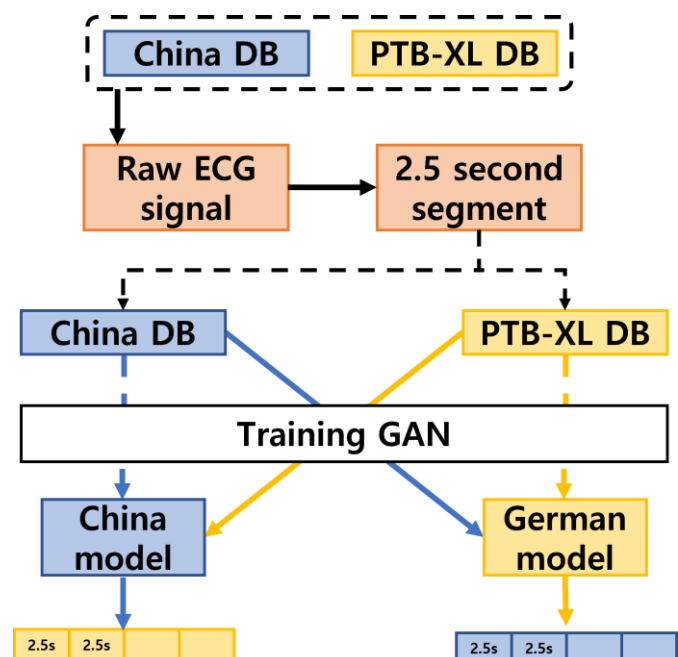 China DB
PTB-XL DB
Raw ECG
signal
2.5 second
segment
China DB
PTB-XL DB
Training GAN
China
model
German
model
2.5s
2.5s
2.5s
2.5s